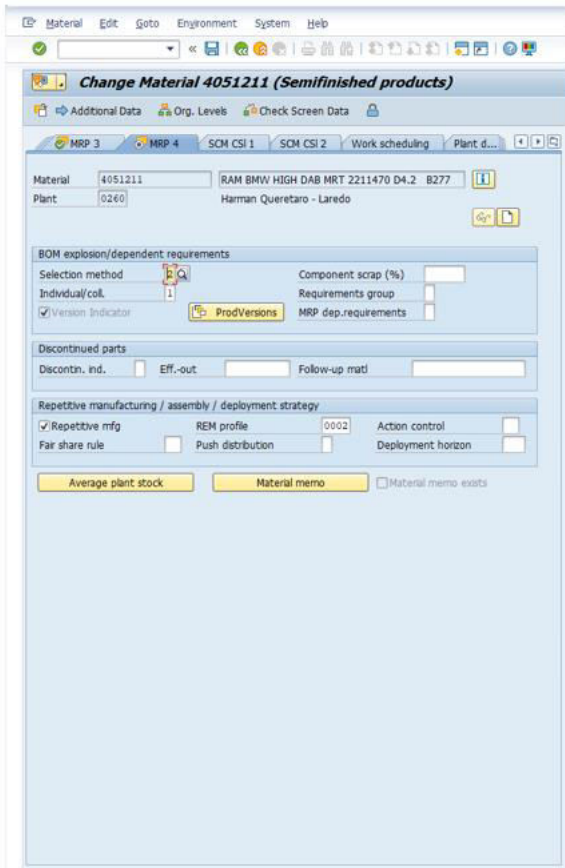 Material Edit Goto Environment System Help
Change Material 4051211 (Semifinished products)
Additional Data Org. Levels Check Screen Data
MRP 3 MRP 4 SCM CSI 1 SCM CSI 2 Work scheduling Plant d...
Material 4051211 RAM BMW HIGH DAB MRT 2211470 D4.2 B277
Plant 0260 Harman Queretaro - Laredo
BOM explosion/dependent requirements
Selection method 2 Component scrap (%)
Individual/coll. 1 Requirements group
Version Indicator ProdVersions MRP dep.requirements
Discontinued parts
Discontin. ind. Eff.-out Follow-up matl
Repetitive manufacturing / assembly / deployment strategy
Repetitive mfg REM profile 0002 Action control
Fair share rule Push distribution Deployment horizon
Average plant stock Material memo Material memo exists